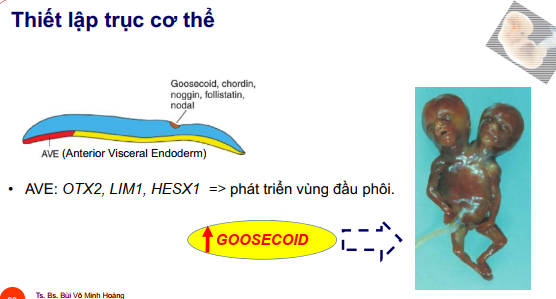 Thiết lập trục cơ thể
Goosecoid, chordin,
noggin, follistatin,
nodal
AVE (Anterior Visceral Endoderm)
• AVE: OTX2, LIM1, HESX1 => phát triển vùng đầu phôi.
GOOSECOID
Ts. Bs. Bùi Võ Minh Hoàng